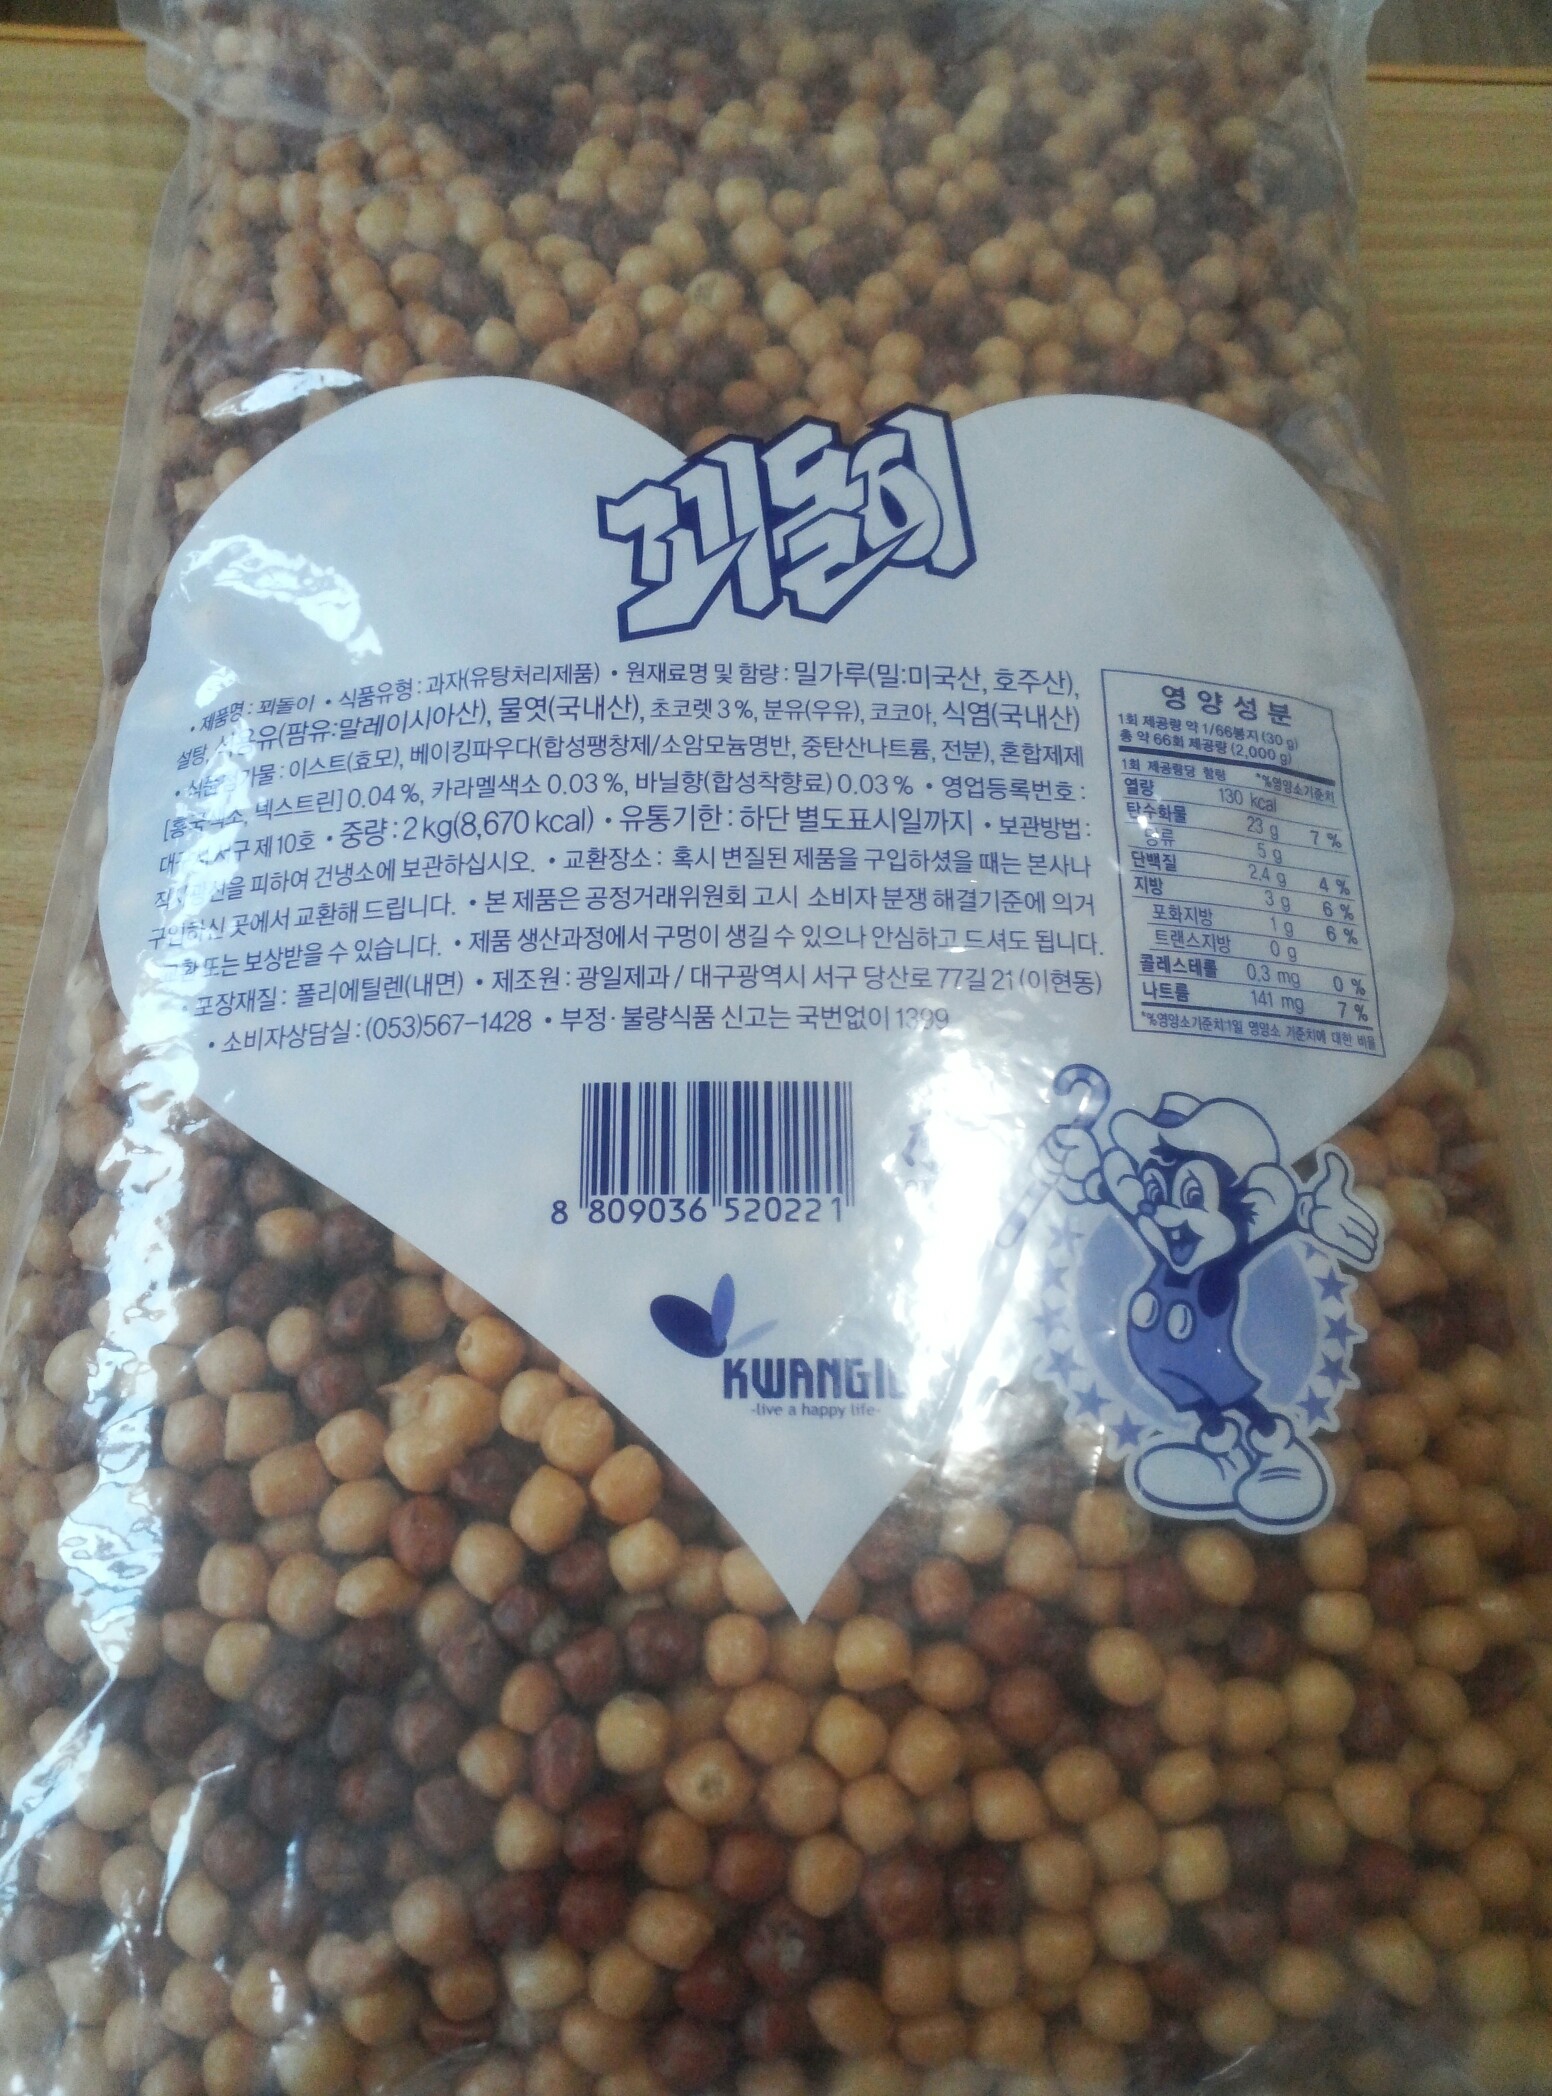 꾀돌이
• 제품명 : 꾀돌이 • 식품유형 : 과자(유탕처리제품) • 원재료명 및 함량 : 밀가루(밀:미국산, 호주산),
설탕, 식용유(팜유:말레이시아산), 물엿(국내산), 초코렛 3%, 분유(우유), 코코아, 식염(국내산)
• 식품첨가물 : 이스트(효모), 베이킹파우다(합성팽창제/소암모늄명반, 중탄산나트륨, 전분), 혼합제제
[홍국색소, 덱스트린] 0.04%, 카라멜색소 0.03%, 바닐향(합성착향료) 0.03% • 영업등록번호 :
대구 서구 제10호 • 중량 : 2kg(8,670 kcal) • 유통기한 : 하단 별도표시일까지 • 보관방법 :
직사광선을 피하여 건냉소에 보관하십시오. • 교환장소 : 혹시 변질된 제품을 구입하셨을 때는 본사나
구입하신 곳에서 교환해 드립니다. • 본 제품은 공정거래위원회 고시 소비자 분쟁 해결기준에 의거
교환 또는 보상받을 수 있습니다. • 제품 생산과정에서 구멍이 생길 수 있으나 안심하고 드셔도 됩니다.
• 포장재질 : 폴리에틸렌(내면) • 제조원 : 광일제과 / 대구광역시 서구 당산로 77길 21 (이현동)
• 소비자상담실 : (053)567-1428 • 부정·불량식품 신고는 국번없이 1399
영양성분
1회 제공량 약 1/66봉지 (30 g)
총 약 66회 제공량 (2,000 g)
1회 제공량당 함량 *%영양소기준치
열량 130 kcal
탄수화물 23 g 7 %
당류 5 g
단백질 2.4 g 4 %
지방 3 g 6 %
포화지방 1 g 6 %
트랜스지방 0 g
콜레스테롤 0.3 mg 0 %
나트륨 141 mg 7 %
*%영양소기준치:1일 영양소 기준치에 대한 비율
8 809036 520221
KWANGIL
-live a happy life-